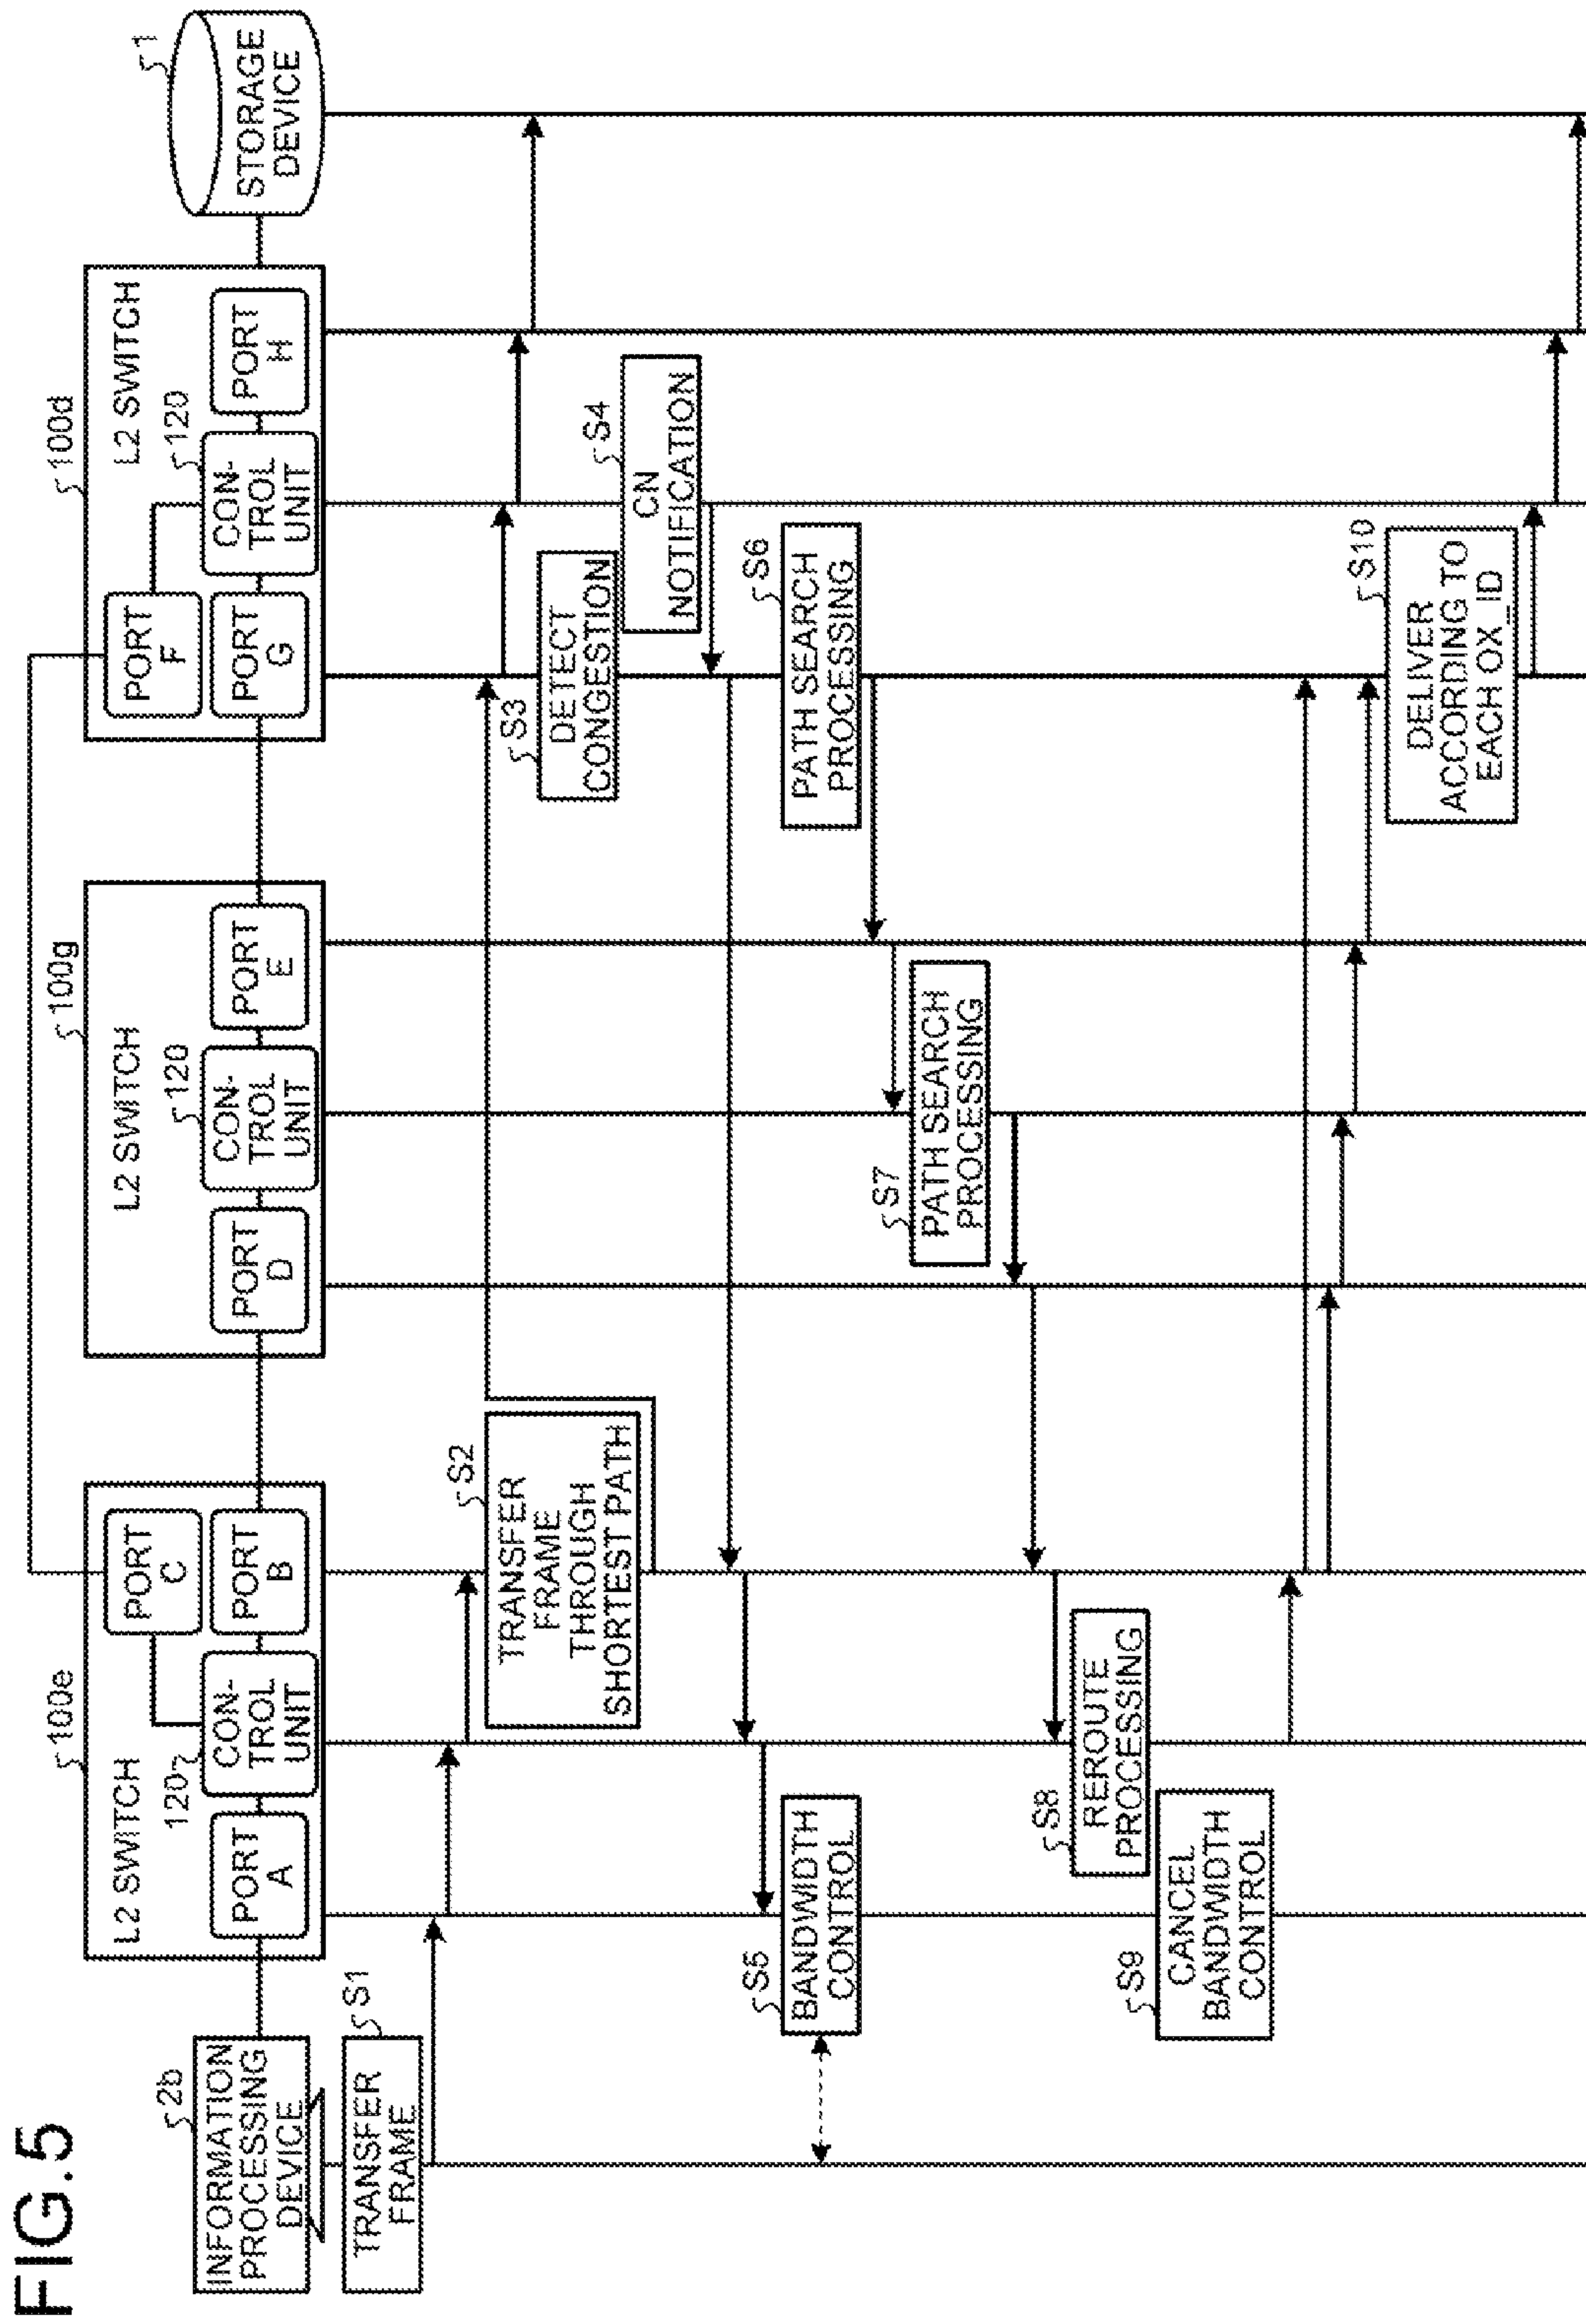 FIG.5
2b
INFORMATION
PROCESSING
DEVICE
100e
L2 SWITCH
120
PORT
A
CON-
TROL
UNIT
PORT
C
PORT
B
100g
L2 SWITCH
120
PORT
D
CON-
TROL
UNIT
PORT
E
100d
L2 SWITCH
120
PORT
F
PORT
G
CON-
TROL
UNIT
PORT
H
1
STORAGE
DEVICE
S1
TRANSFER
FRAME
S2
TRANSFER
FRAME
THROUGH
SHORTEST PATH
S3
DETECT
CONGESTION
S4
CN
NOTIFICATION
S5
BANDWIDTH
CONTROL
S6
PATH SEARCH
PROCESSING
S7
PATH SEARCH
PROCESSING
S8
REROUTE
PROCESSING
S9
CANCEL
BANDWIDTH
CONTROL
S10
DELIVER
ACCORDING TO
EACH OX_ID